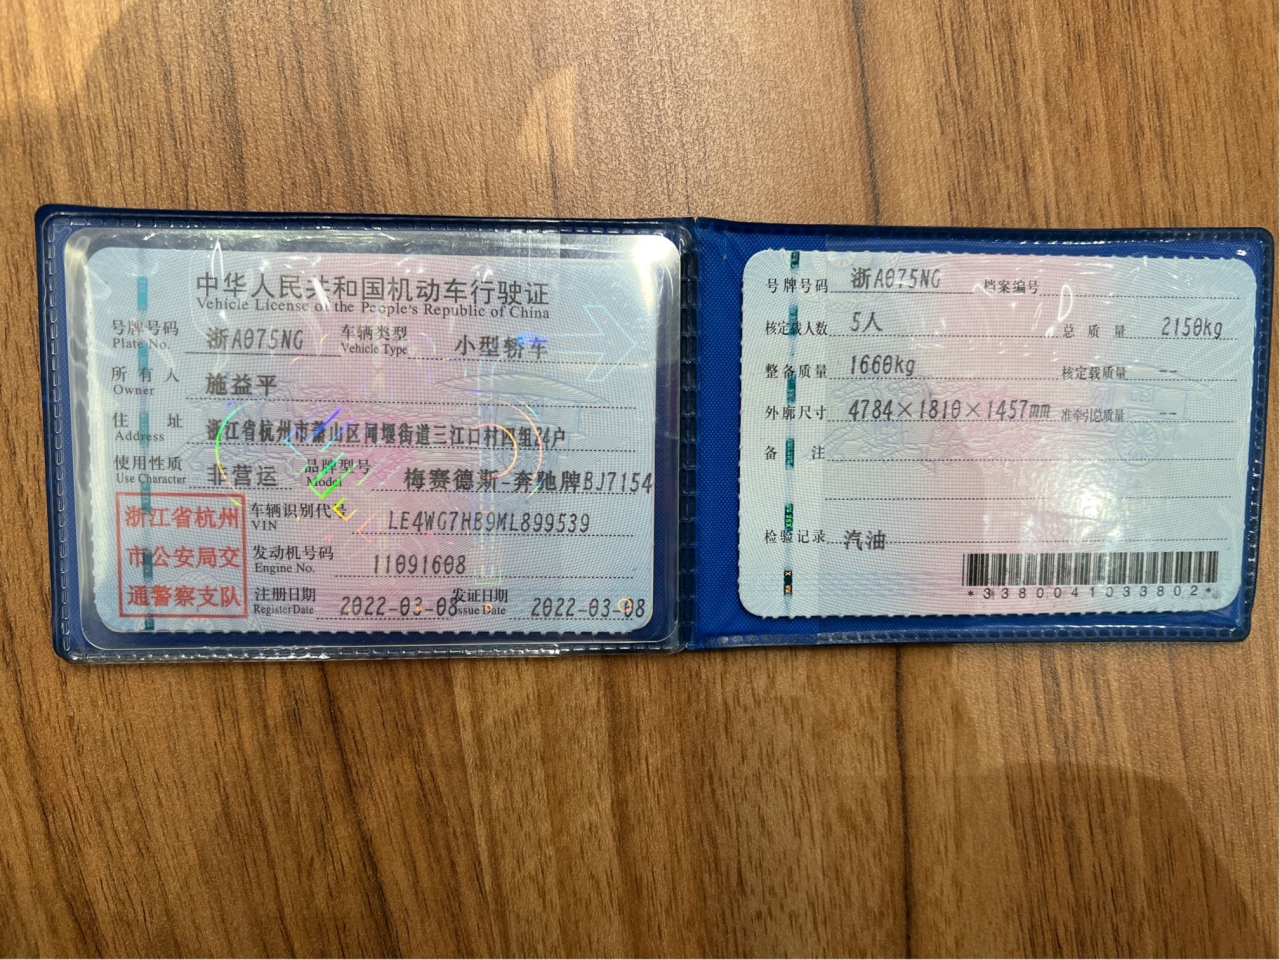 中华人民共和国机动车行驶证
Vehicle License of the People's Republic of China
号牌号码 浙A075NG 车辆类型 小型轿车
Plate No. Vehicle Type
所有人 施益平
Owner
住址 浙江省杭州市萧山区闻堰街道三江口村四组24户
Address
使用性质 非营运 品牌型号 梅赛德斯-奔驰牌BJ7154
Use Character Model
浙江省杭州
市公安局交
通警察支队
车辆识别代号 LE4WG7HB9ML899539
VIN
发动机号码 11091608
Engine No.
注册日期 2022-03-08 发证日期 2022-03-08
Register Date Issue Date
号牌号码 浙A075NG 档案编号
核定载人数 5人 总质量 2150kg
整备质量 1660kg 核定载质量 --
外廓尺寸 4784×1810×1457mm 准牵引总质量 --
备注
检验记录 汽油
*3380041033802*